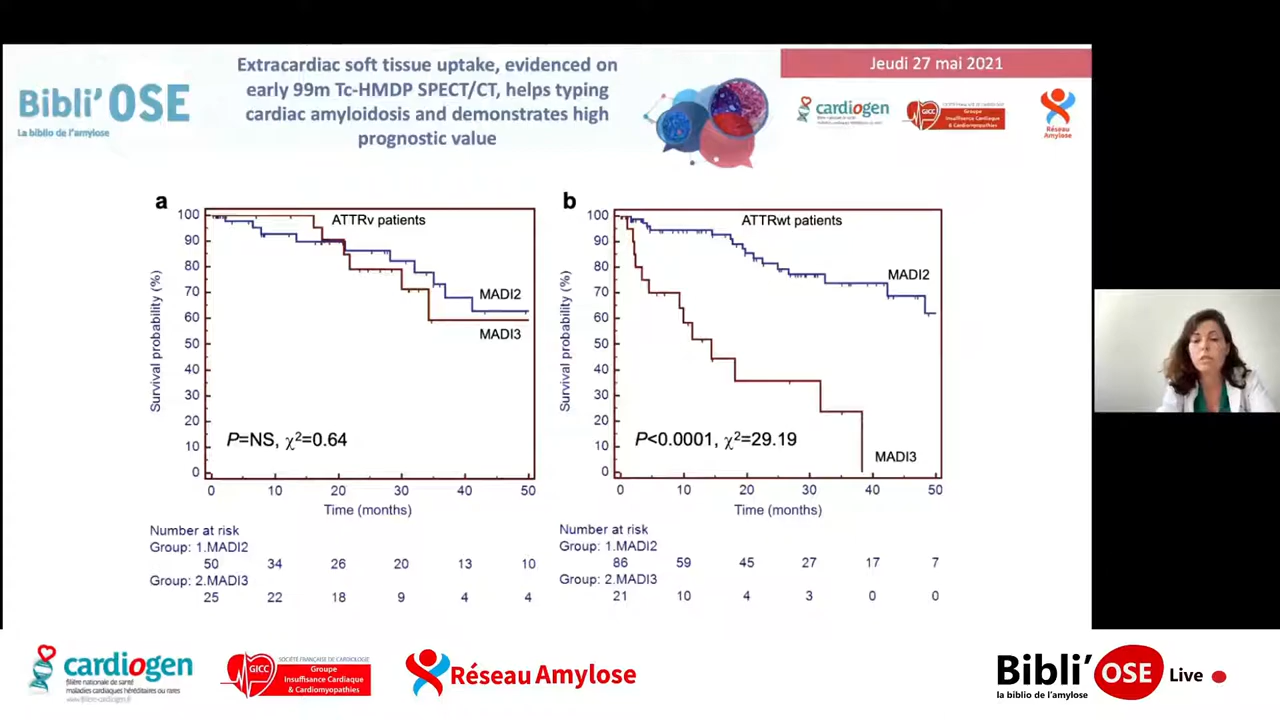 Bibli'OSE
La biblio de l'amylose
Extracardiac soft tissue uptake, evidenced on
early 99m Tc-HMDP SPECT/CT, helps typing
cardiac amyloidosis and demonstrates high
prognostic value
Jeudi 27 mai 2021
cardiogen
GICC
Groupe
Insuffisance Cardiaque
& Cardiomyopathies
Réseau
Amylose
a
ATTRv patients
Survival probability (%)
100
90
80
70
60
50
40
30
20
10
0
MADI2
MADI3
P=NS, χ²=0.64
0 10 20 30 40 50
Time (months)
Number at risk
Group: 1.MADI2
50 34 26 20 13 10
Group: 2.MADI3
25 22 18 9 4 4
b
ATTRwt patients
Survival probability (%)
100
90
80
70
60
50
40
30
20
10
0
MADI2
P<0.0001, χ²=29.19
MADI3
0 10 20 30 40 50
Time (months)
Number at risk
Group: 1.MADI2
86 59 45 27 17 7
Group: 2.MADI3
21 10 4 3 0 0
cardiogen
filière nationale de santé
maladies cardiaques héréditaires ou rares
SOCIÉTÉ FRANÇAISE DE CARDIOLOGIE
GICC
Groupe
Insuffisance Cardiaque
& Cardiomyopathies
Réseau Amylose
Bibli'OSE Live
la biblio de l'amylose